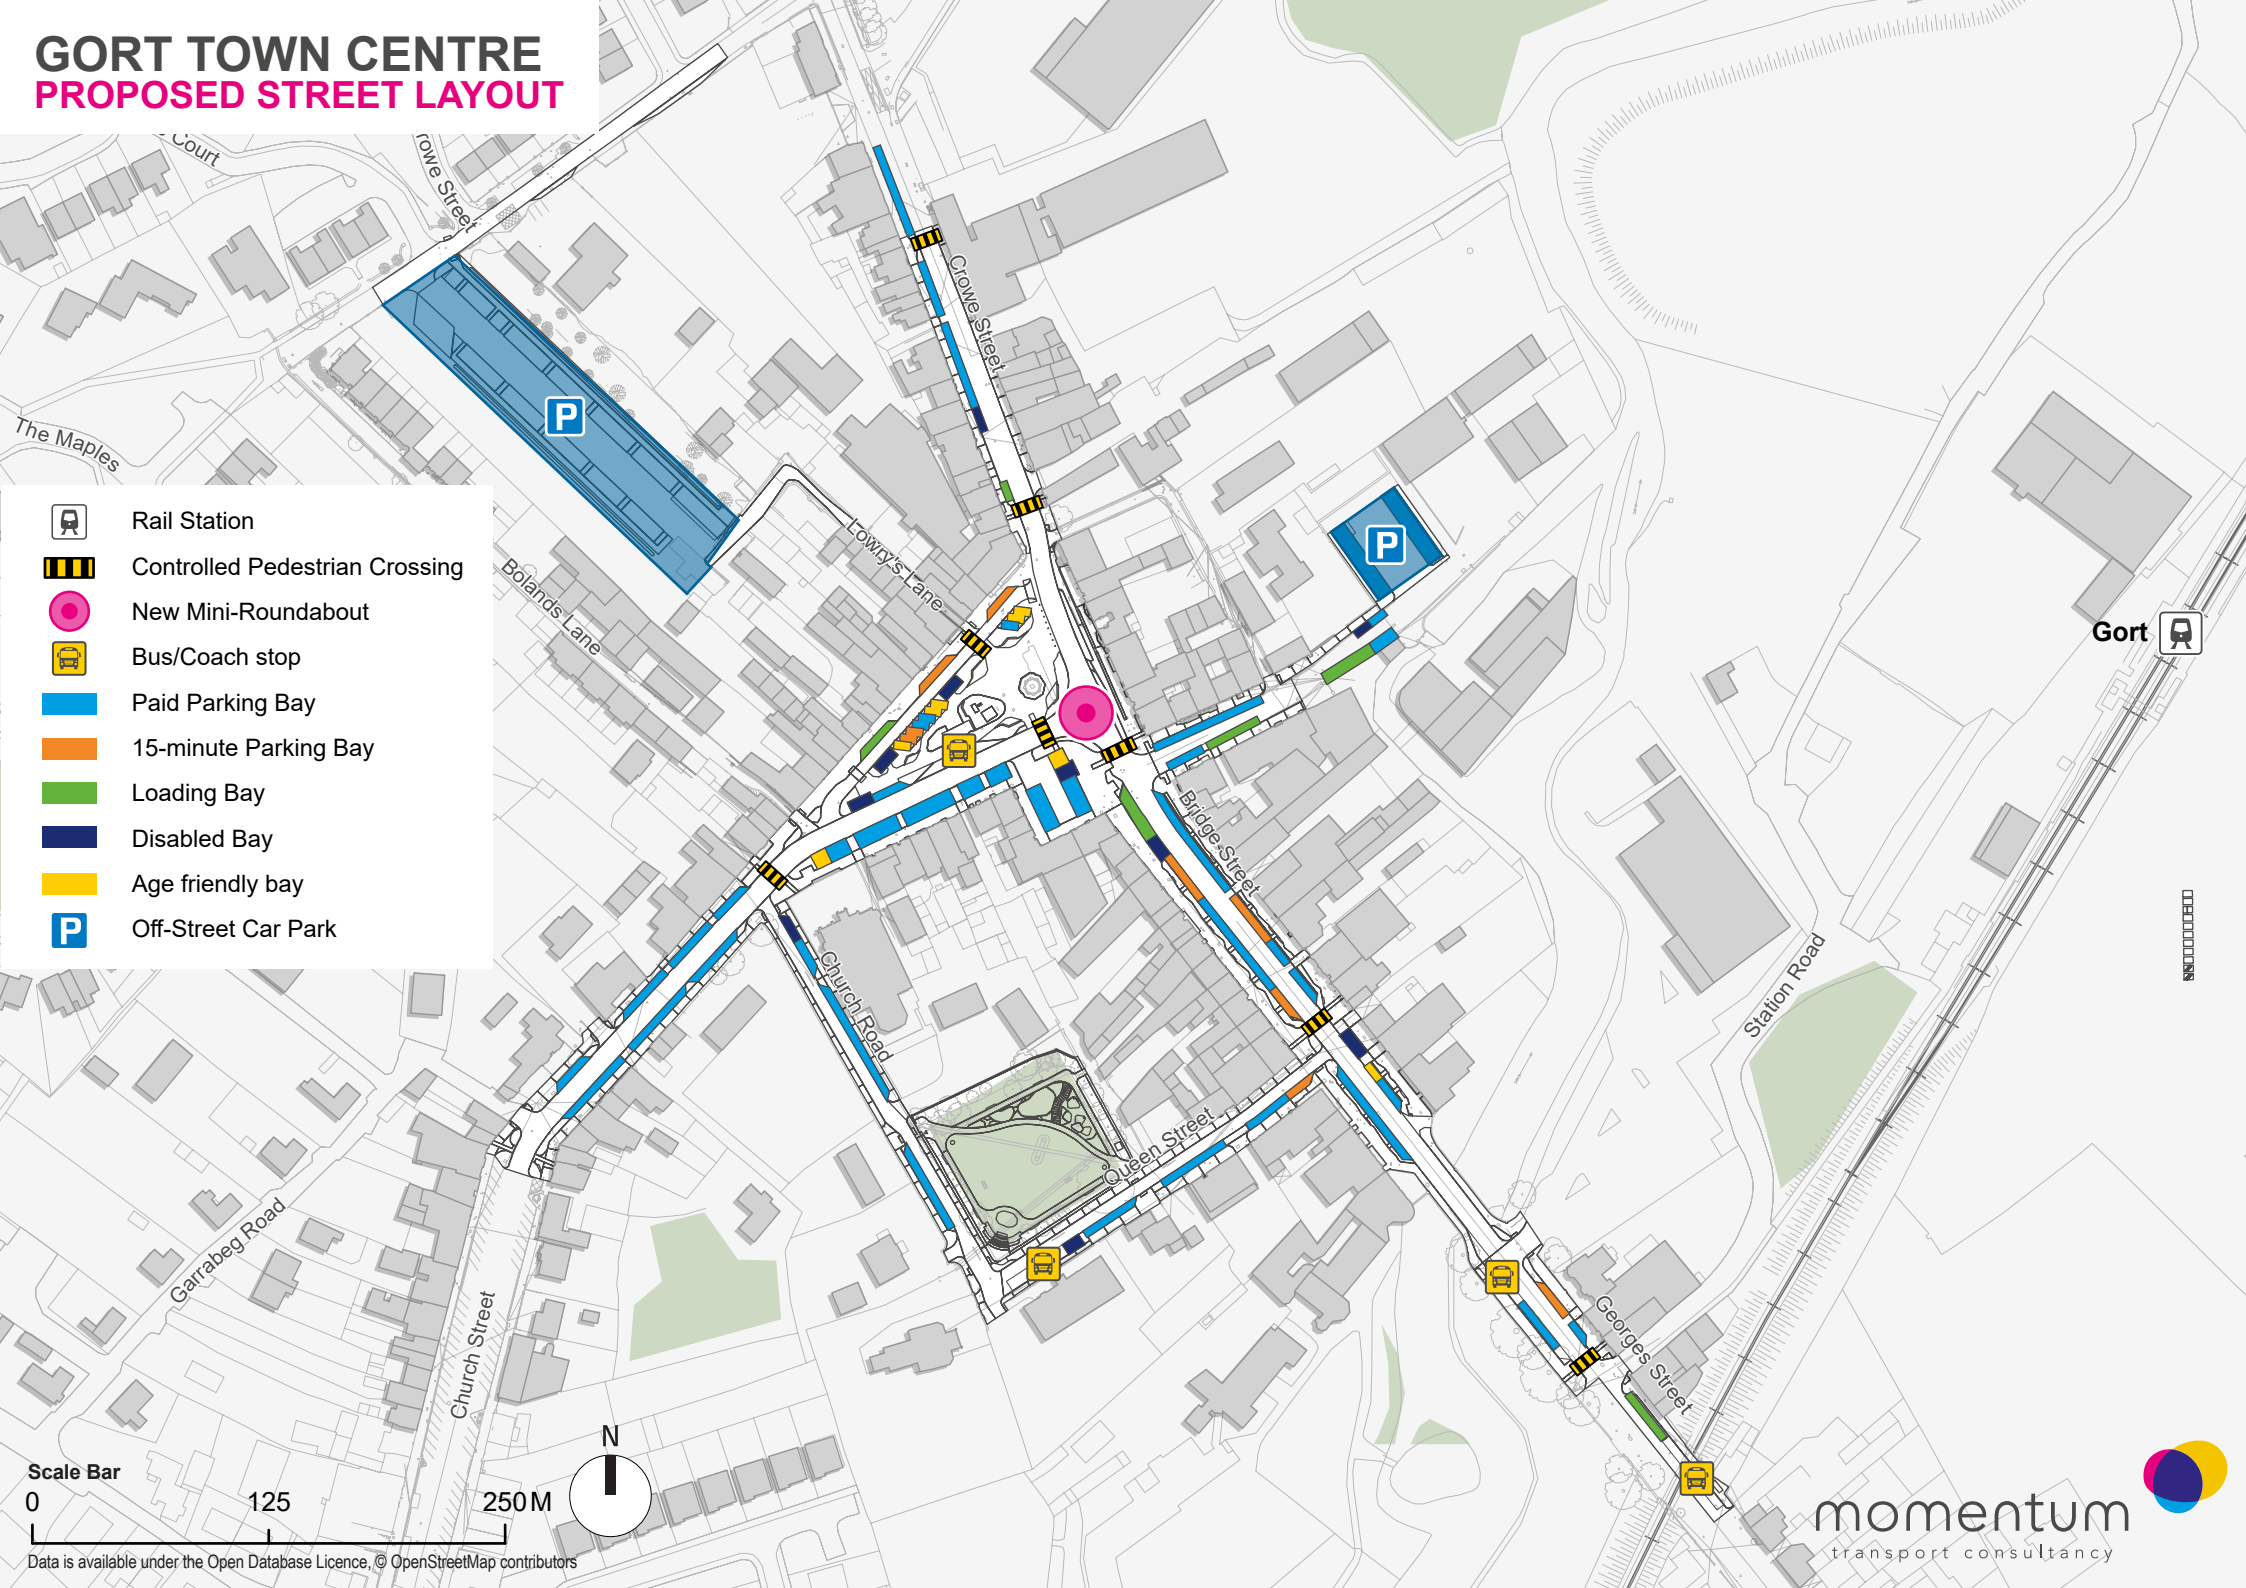 GORT TOWN CENTRE
PROPOSED STREET LAYOUT
Court
rowe Street
Crowe Street
The Maples
Lowry's Lane
Bolands Lane
Rail Station
Controlled Pedestrian Crossing
New Mini-Roundabout
Bus/Coach stop
Paid Parking Bay
15-minute Parking Bay
Loading Bay
Disabled Bay
Age friendly bay
P Off-Street Car Park
P
P
Gort
Bridge Street
Church Road
Station Road
Queen Street
Garrabeg Road
Church Street
Georges Street
N
Scale Bar
0 125 250 M
Data is available under the Open Database Licence, © OpenStreetMap contributors
momentum
transport consultancy